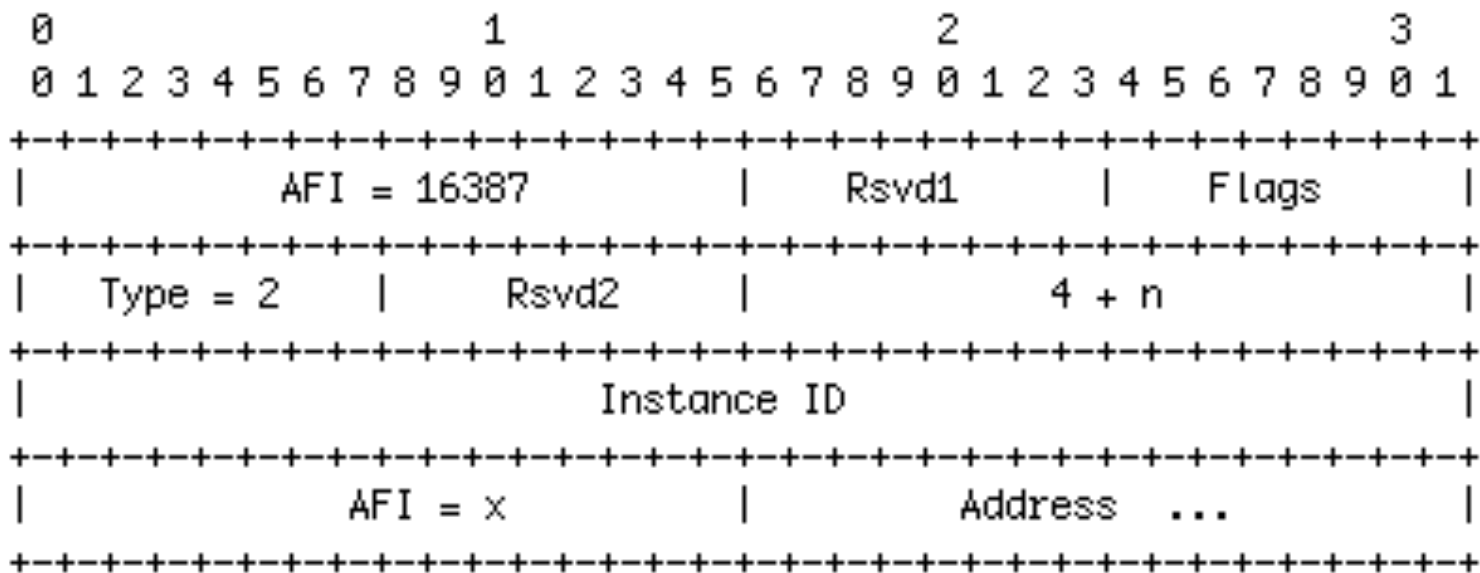 0                   1                   2                   3
0 1 2 3 4 5 6 7 8 9 0 1 2 3 4 5 6 7 8 9 0 1 2 3 4 5 6 7 8 9 0 1
+-+-+-+-+-+-+-+-+-+-+-+-+-+-+-+-+-+-+-+-+-+-+-+-+-+-+-+-+-+-+-+-+
|           AFI = 16387         |    Rsvd1      |    Flags      |
+-+-+-+-+-+-+-+-+-+-+-+-+-+-+-+-+-+-+-+-+-+-+-+-+-+-+-+-+-+-+-+-+
|   Type = 2    |     Rsvd2     |             4 + n             |
+-+-+-+-+-+-+-+-+-+-+-+-+-+-+-+-+-+-+-+-+-+-+-+-+-+-+-+-+-+-+-+-+
|                         Instance ID                           |
+-+-+-+-+-+-+-+-+-+-+-+-+-+-+-+-+-+-+-+-+-+-+-+-+-+-+-+-+-+-+-+-+
|              AFI = x          |         Address  ...          |
+-+-+-+-+-+-+-+-+-+-+-+-+-+-+-+-+-+-+-+-+-+-+-+-+-+-+-+-+-+-+-+-+